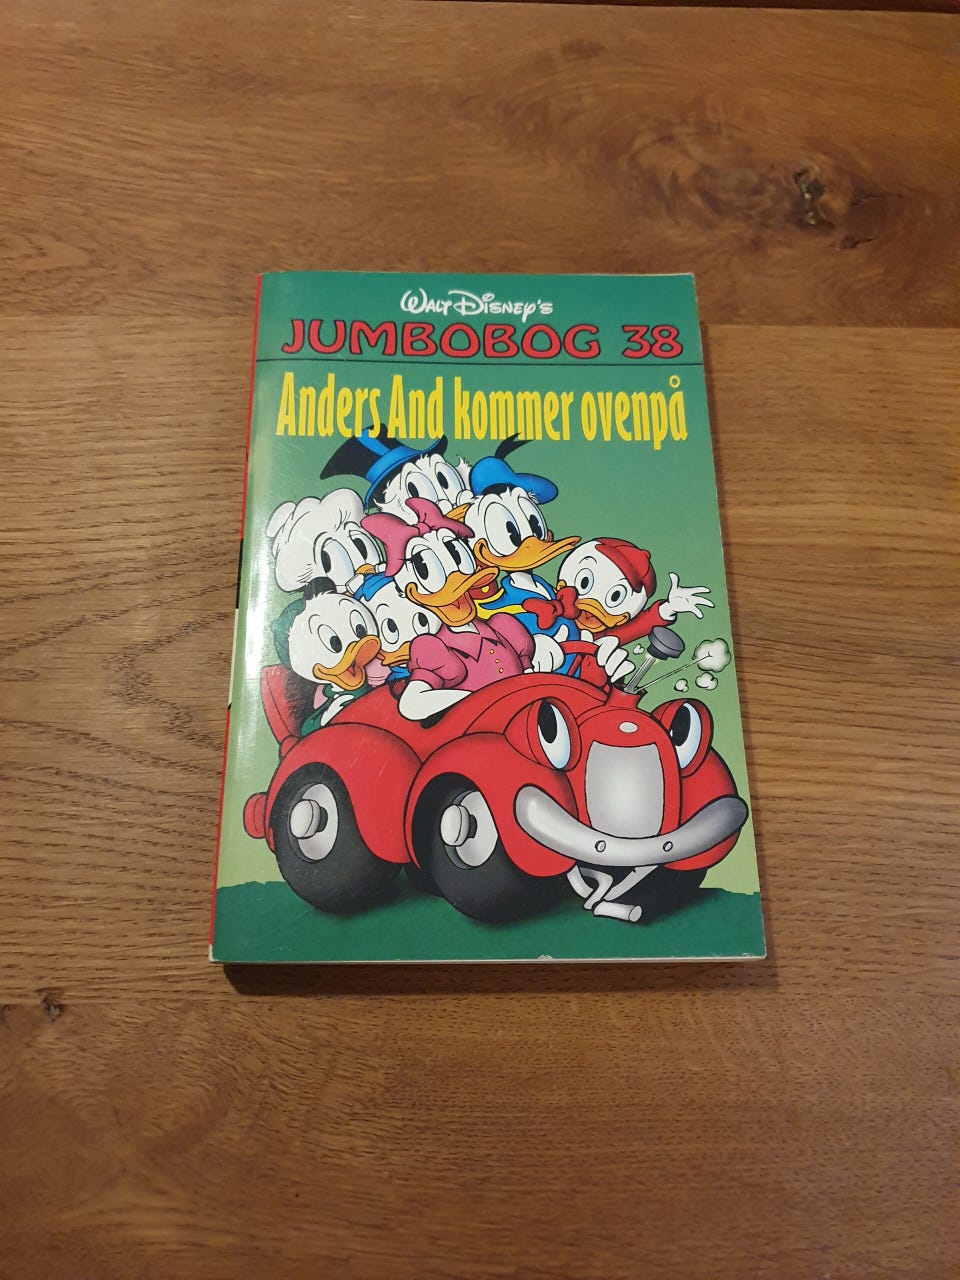 Walt Disney's
JUMBOBOG 38
Anders And kommer ovenpå